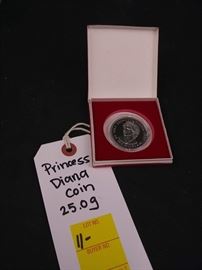 Princess
Diana
Coin
25.0g
LOT NO
11-
BUYER NO